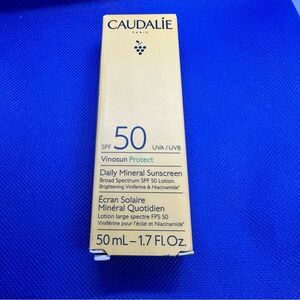 CAUDALÍE
PARIS
SPF 50 UVA / UVB
Vinosun Protect
Daily Mineral Sunscreen
Broad Spectrum SPF 50 Lotion
Brightening Viniferine & Niacinamide*
Écran Solaire
Minéral Quotidien
Lotion large spectre FPS 50
Viniférine pour l'éclat et Niacinamide*
50 mL – 1.7 Fl. Oz.